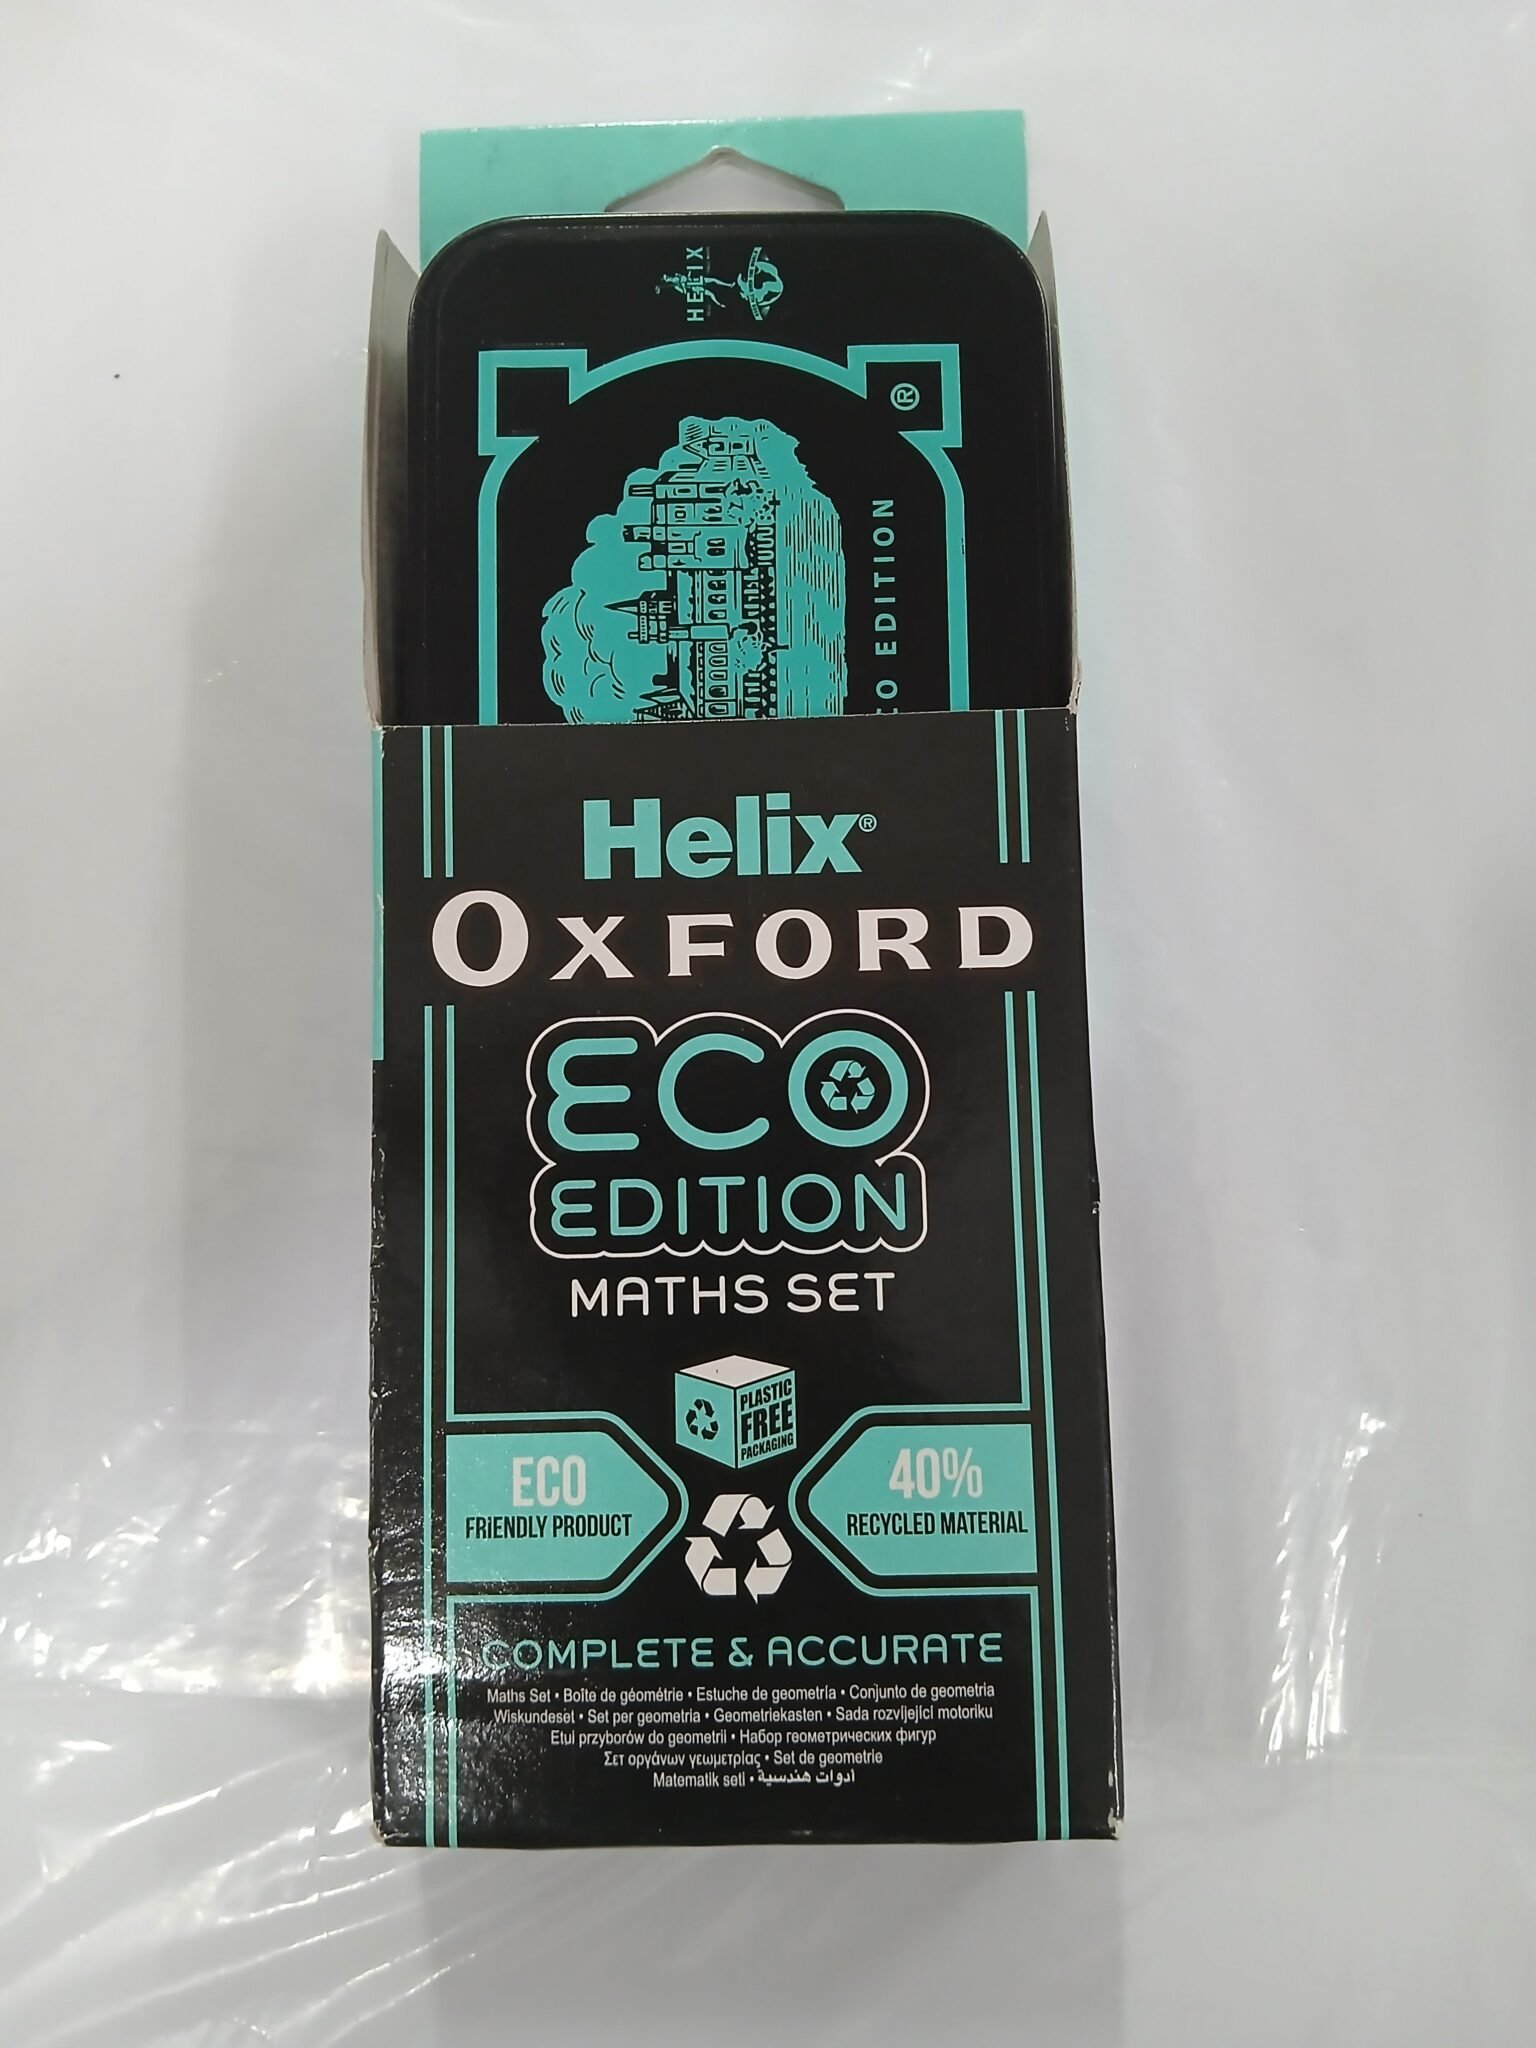 HELIX
®
EDITION
Helix®
OXFORD
ECO
EDITION
MATHS SET
PLASTIC
FREE
PACKAGING
ECO
FRIENDLY PRODUCT
40%
RECYCLED MATERIAL
COMPLETE & ACCURATE
Maths Set • Boîte de géométrie • Estuche de geometría • Conjunto de geometria
Wiskundeset • Set per geometria • Geometriekasten • Sada rozvíjející motoriku
Etui przyborów do geometrii • Набор геометрических фигур
Σετ οργάνων γεωμετρίας • Set de geometrie
Matematik seti • ادوات هندسية